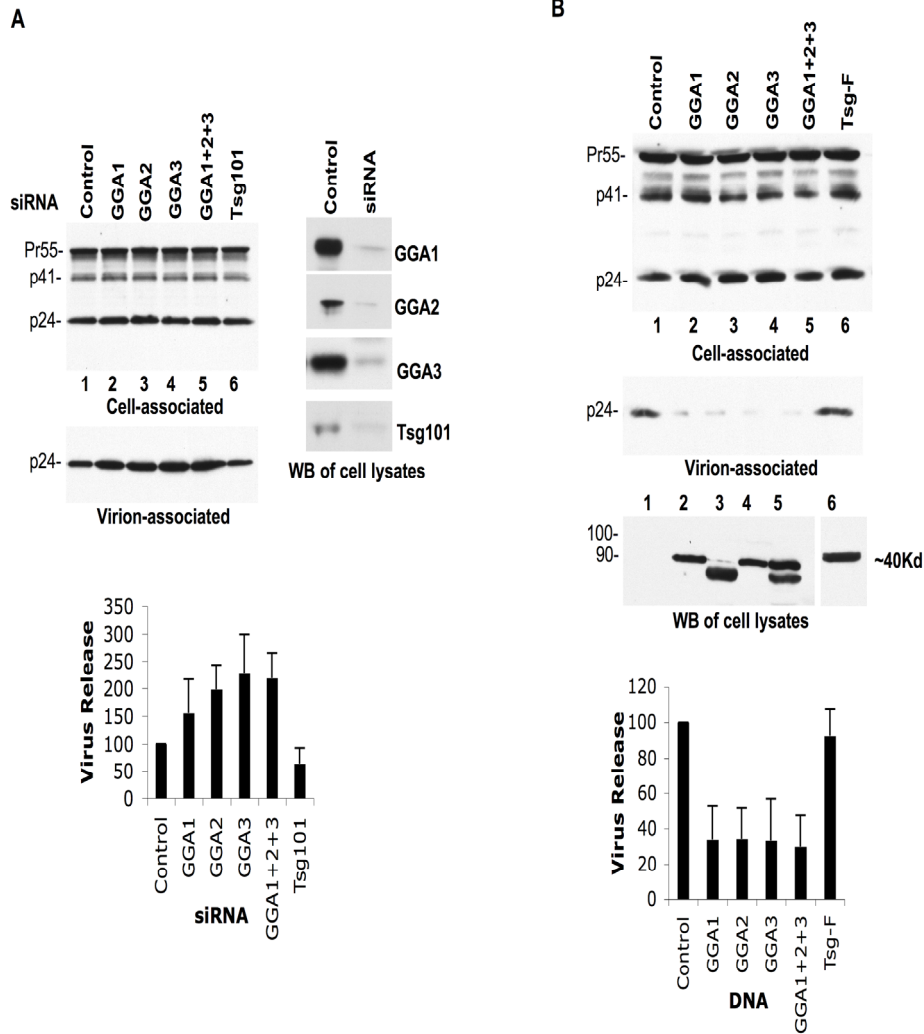 A
siRNA
Control
GGA1
GGA2
GGA3
GGA1+2+3
Tsg101
Pr55-
p41-
p24-
1 2 3 4 5 6
Cell-associated
p24-
Virion-associated
Control
siRNA
GGA1
GGA2
GGA3
Tsg101
WB of cell lysates
Virus Release
350
300
250
200
150
100
50
0
Control
GGA1
GGA2
GGA3
GGA1+2+3
Tsg101
siRNA
B
Control
GGA1
GGA2
GGA3
GGA1+2+3
Tsg-F
Pr55-
p41-
p24-
1 2 3 4 5 6
Cell-associated
p24-
Virion-associated
1 2 3 4 5 6
100-
90-
~40Kd
WB of cell lysates
Virus Release
120
100
80
60
40
20
0
Control
GGA1
GGA2
GGA3
GGA1+2+3
Tsg-F
DNA